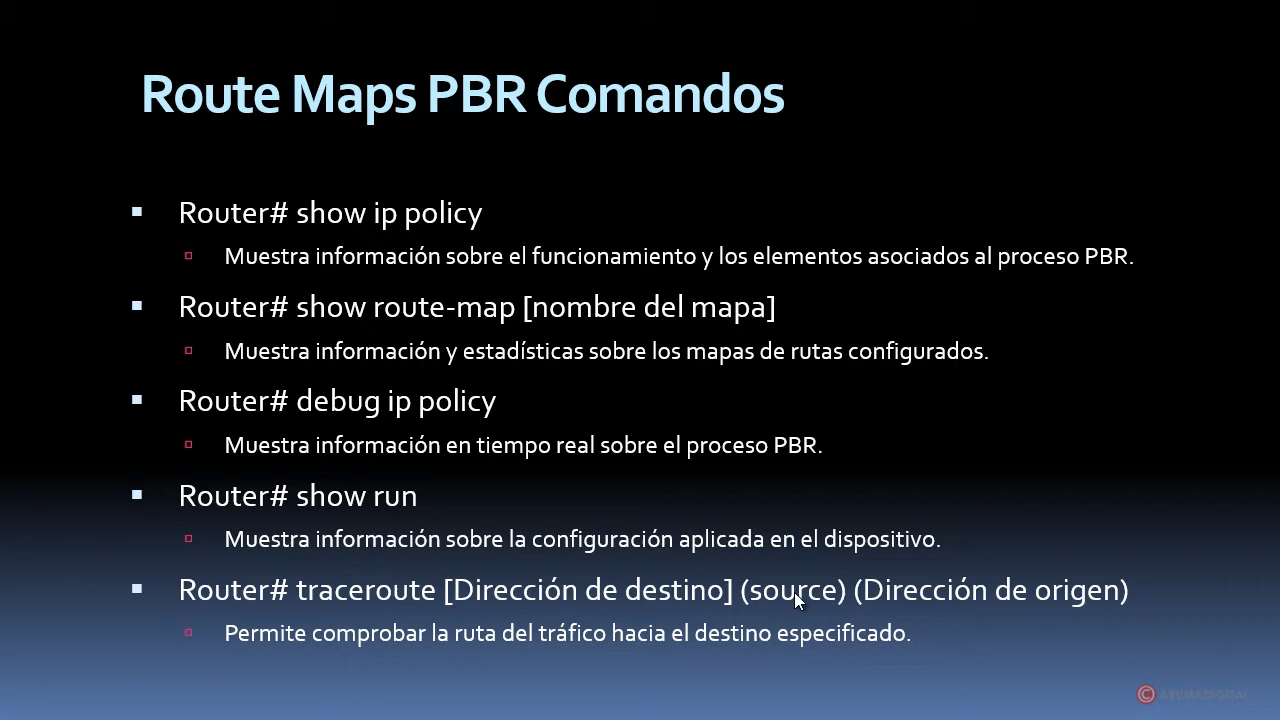 Route Maps PBR Comandos
Router# show ip policy
Muestra información sobre el funcionamiento y los elementos asociados al proceso PBR.
Router# show route-map [nombre del mapa]
Muestra información y estadísticas sobre los mapas de rutas configurados.
Router# debug ip policy
Muestra información en tiempo real sobre el proceso PBR.
Router# show run
Muestra información sobre la configuración aplicada en el dispositivo.
Router# traceroute [Dirección de destino] (source) (Dirección de origen)
Permite comprobar la ruta del tráfico hacia el destino especificado.